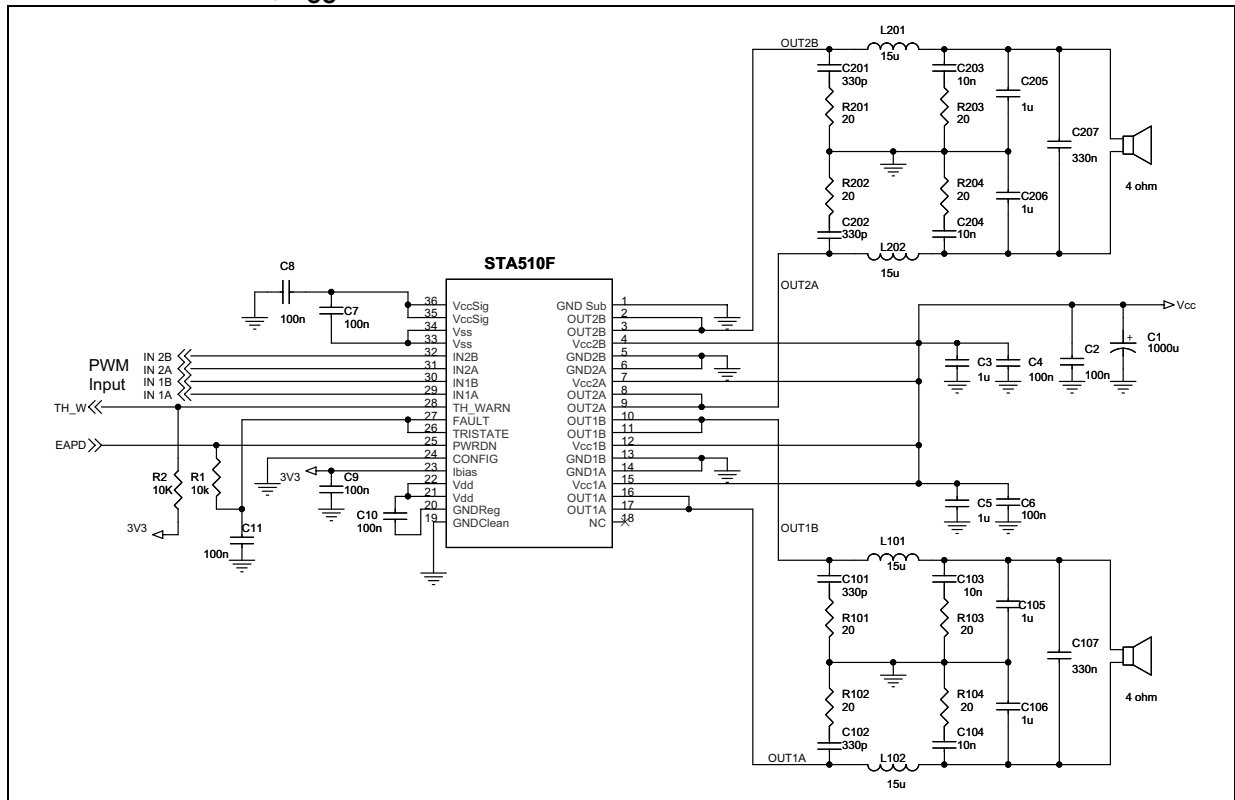 OUT2B
L201
15u
C201
330p
C203
10n
C205
1u
R201
20
R203
20
C207
330n
4 ohm
R202
20
R204
20
C206
1u
C202
330p
C204
10n
L202
15u
OUT2A
STA510F
C8
100n
C7
100n
36 VccSig
35 VccSig
34 Vss
33 Vss
32 IN2B
31 IN2A
30 IN1B
29 IN1A
28 TH_WARN
27 FAULT
26 TRISTATE
25 PWRDN
24 CONFIG
23 Ibias
22 Vdd
21 Vdd
20 GNDReg
19 GNDClean
GND Sub 1
OUT2B 2
OUT2B 3
Vcc2B 4
GND2B 5
GND2A 6
Vcc2A 7
OUT2A 8
OUT2A 9
OUT1B 10
OUT1B 11
Vcc1B 12
GND1B 13
GND1A 14
Vcc1A 15
OUT1A 16
OUT1A 17
NC 18
PWM
Input
IN 2B
IN 2A
IN 1B
IN 1A
TH_W
EAPD
R2
10K
R1
10k
3V3
C9
100n
C10
100n
3V3
C11
100n
Vcc
C3
1u
C4
100n
C2
100n
+
C1
1000u
C5
1u
C6
100n
OUT1B
L101
15u
C101
330p
C103
10n
C105
1u
R101
20
R103
20
C107
330n
4 ohm
R102
20
R104
20
C106
1u
C102
330p
C104
10n
OUT1A
L102
15u